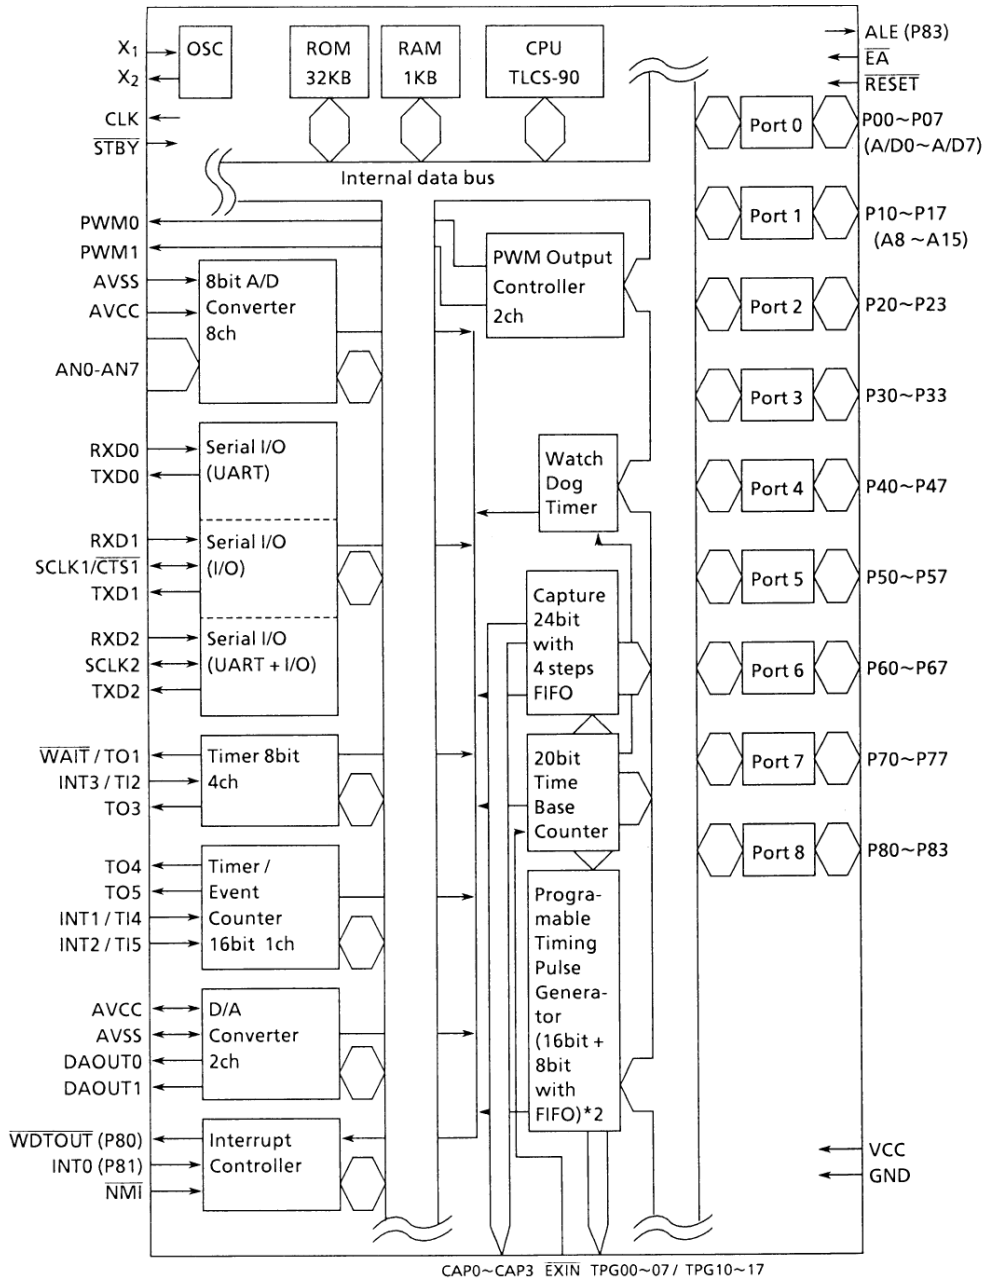 X1
X2
CLK
STBY
OSC
ROM
32KB
RAM
1KB
CPU
TLCS-90
Internal data bus
ALE (P83)
EA
RESET
Port 0
P00~P07
(A/D0~A/D7)
Port 1
P10~P17
(A8 ~A15)
Port 2
P20~P23
Port 3
P30~P33
Port 4
P40~P47
Port 5
P50~P57
Port 6
P60~P67
Port 7
P70~P77
Port 8
P80~P83
VCC
GND
PWM0
PWM1
AVSS
AVCC
AN0-AN7
8bit A/D
Converter
8ch
PWM Output
Controller
2ch
RXD0
TXD0
Serial I/O
(UART)
RXD1
SCLK1/CTS1
TXD1
Serial I/O
(I/O)
RXD2
SCLK2
TXD2
Serial I/O
(UART + I/O)
Watch
Dog
Timer
Capture
24bit
with
4 steps
FIFO
WAIT / TO1
INT3 / TI2
TO3
Timer 8bit
4ch
20bit
Time
Base
Counter
TO4
TO5
INT1 / TI4
INT2 / TI5
Timer /
Event
Counter
16bit 1ch
Progra-
mable
Timing
Pulse
Genera-
tor
(16bit +
8bit
with
FIFO)*2
AVCC
AVSS
DAOUT0
DAOUT1
D/A
Converter
2ch
WDTOUT (P80)
INT0 (P81)
NMI
Interrupt
Controller
CAP0~CAP3 EXIN TPG00~07 / TPG10~17